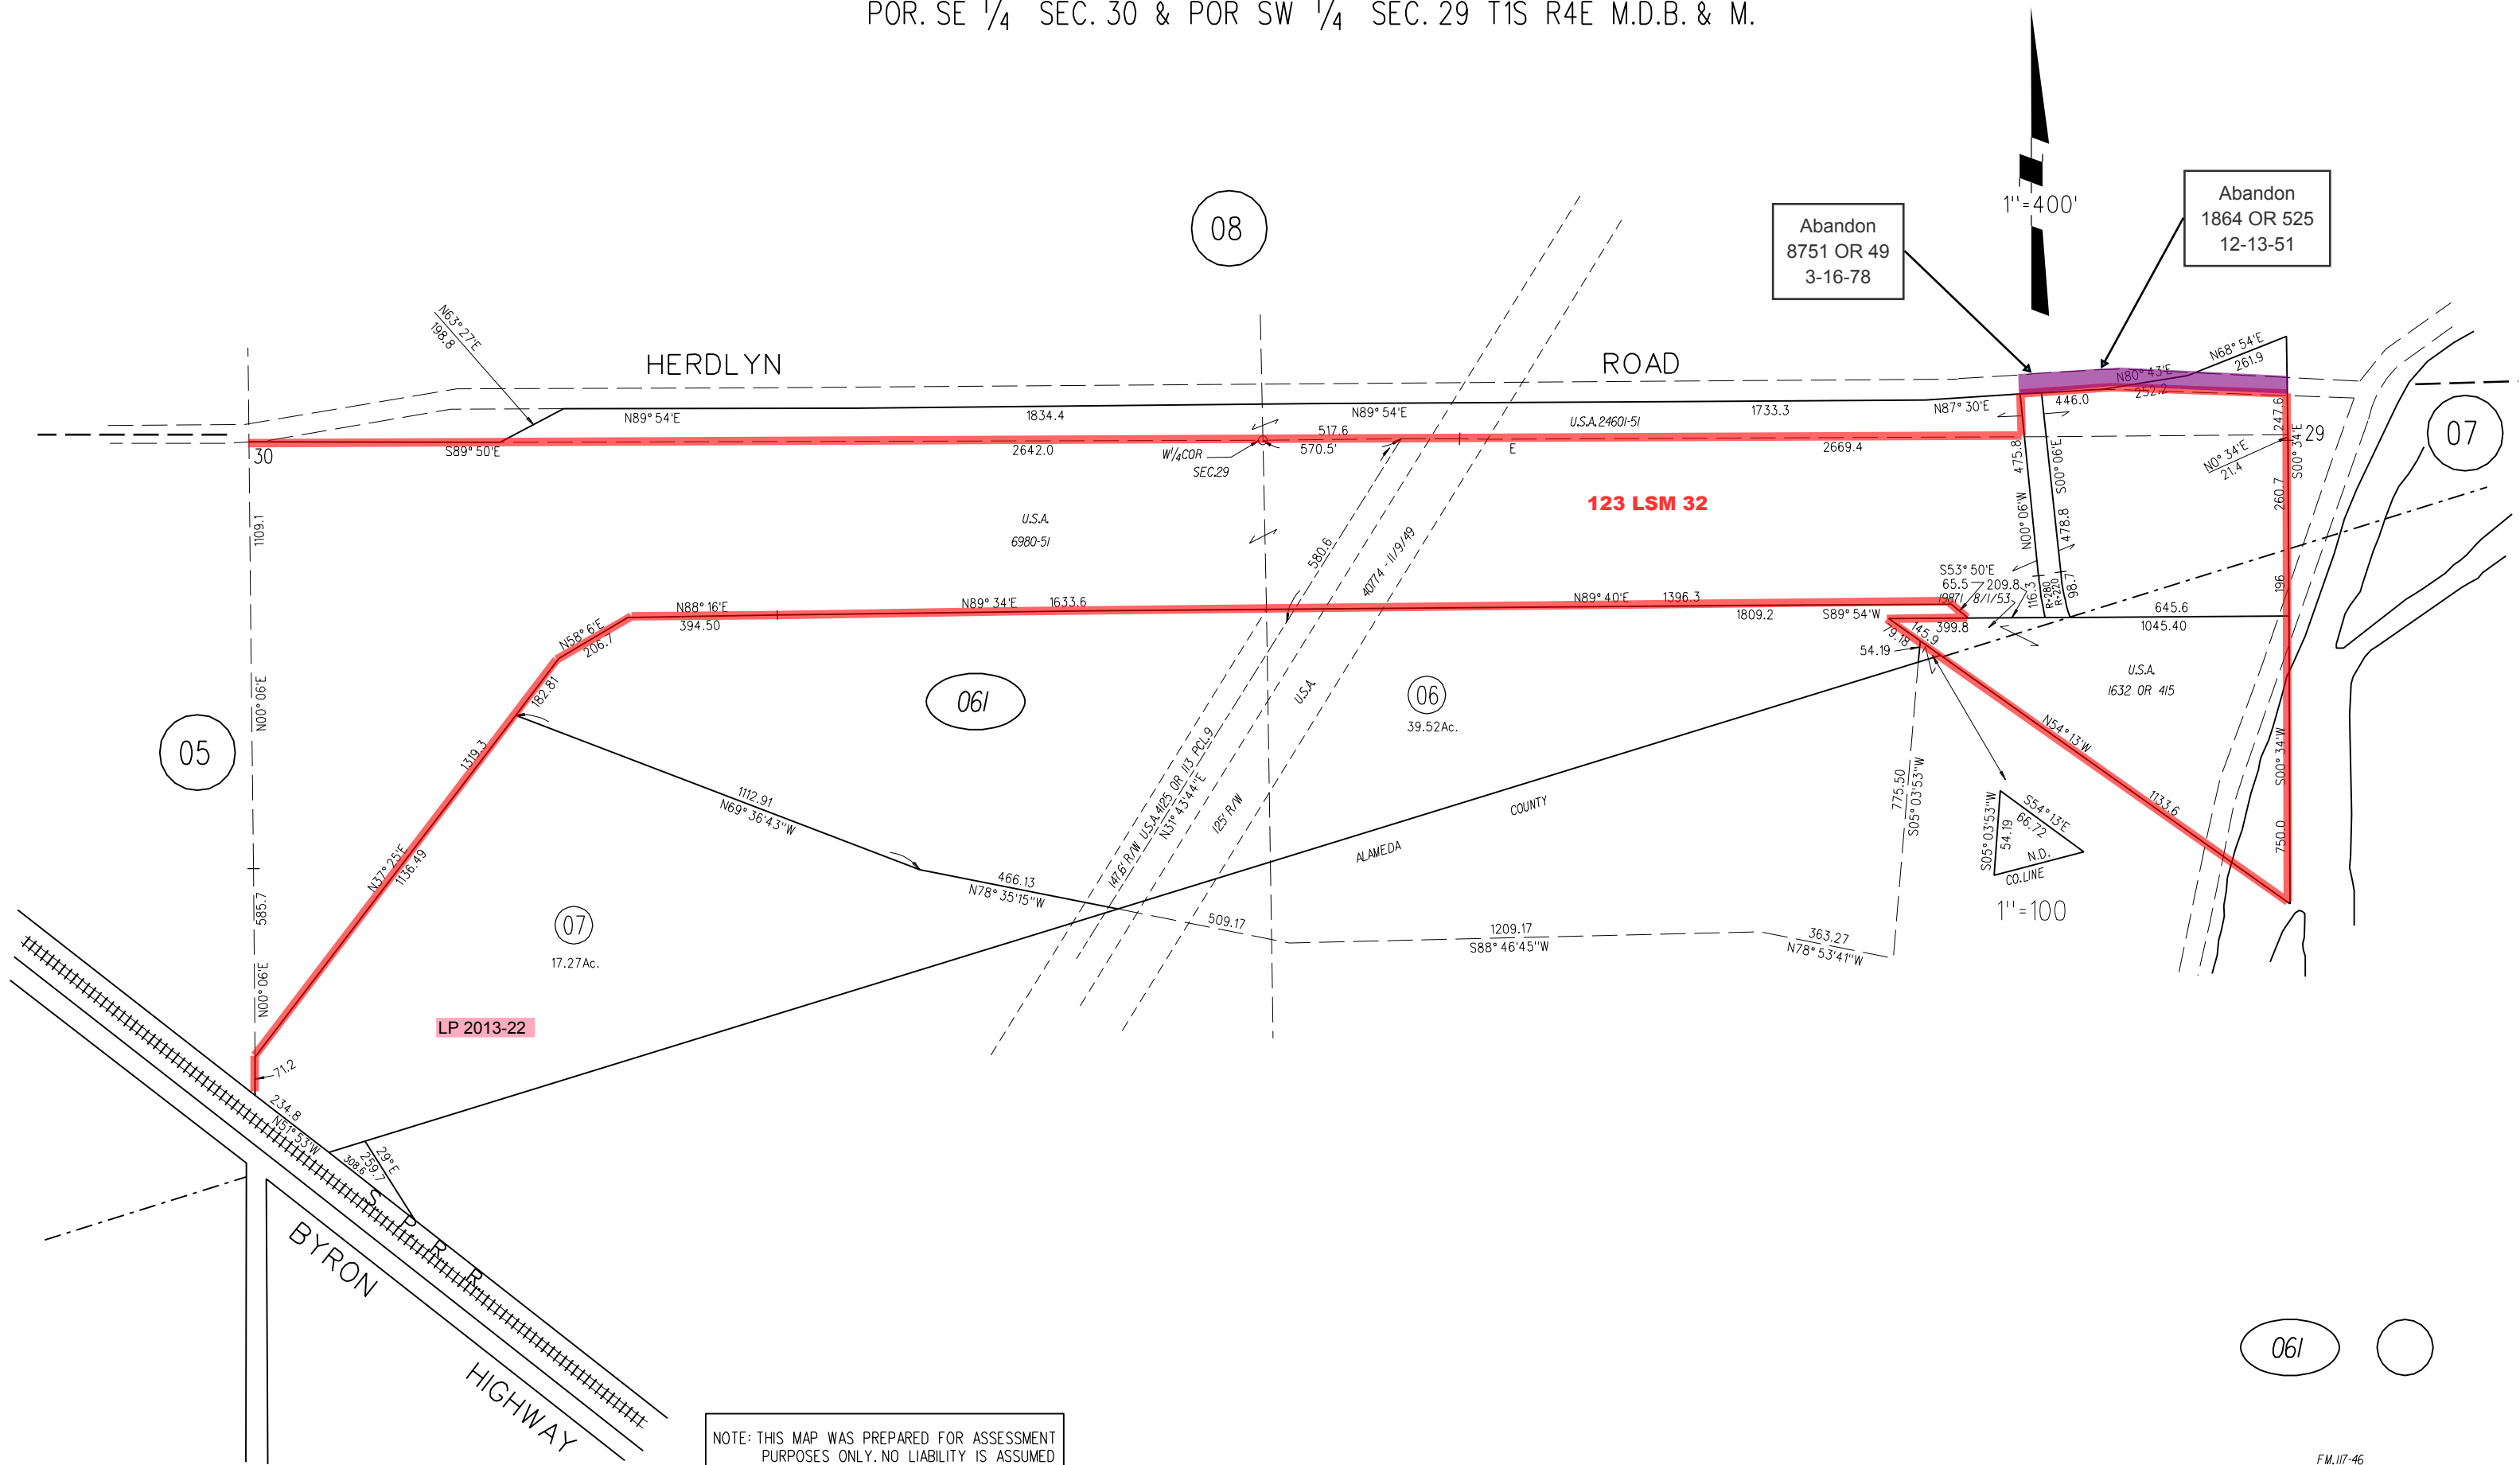 POR. SE 1/4 SEC. 30 & POR SW 1/4 SEC. 29 T1S R4E M.D.B. & M.
08
1"=400'
Abandon
8751 OR 49
3-16-78
Abandon
1864 OR 525
12-13-51
N63° 27'E
198.8
HERDLYN
ROAD
N68° 54'E
261.9
N80° 43'E
252.2
446.0
N87° 30'E
N89° 54'E
1834.4
N89° 54'E
1733.3
U.S.A. 24601-51
517.6
570.5'
30
S89° 50'E
2642.0
W1/4 COR
SEC.29
E
2669.4
247.6
S00° 34'E
29
07
N0° 34'E
21.4
260.7
475.8
N00° 06'W
S00° 06'E
478.8
123 LSM 32
1109.1
U.S.A.
6980-51
580.6
40774 - 11/9/49
S53° 50'E
65.5
209.8
19871 8/1/53
116.3
R=280
R=220
98.7
196
N58° 6'E
206.7
N88° 16'E
394.50
N89° 34'E 1633.6
N89° 40'E 1396.3
1809.2
S89° 54'W
399.8
645.6
1045.40
79.18
145.9
54.19
U.S.A.
1632 OR 415
N00° 06'E
05
182.81
1319.3
061
06
39.52Ac.
U.S.A.
N54° 13'W
1133.6
S00° 34'W
750.0
1112.91
N69° 36'43"W
147.6' R/W U.S.A. 4125 OR 113 PCL.9
N31° 43'44"E
125' R/W
COUNTY
ALAMEDA
775.50
S05° 03'53"W
S05° 03'53"W
54.19
S54° 13'E
66.72
N.D.
CO.LINE
1"=100
N37° 25'E
1136.49
466.13
N78° 35'15"W
585.7
N00° 06'E
07
17.27Ac.
509.17
1209.17
S88° 46'45"W
363.27
N78° 53'41"W
LP 2013-22
71.2
234.8
N51° 53'W
29° E
259.7
308.6
S. P. R. R.
BYRON
HIGHWAY
061
NOTE: THIS MAP WAS PREPARED FOR ASSESSMENT
PURPOSES ONLY. NO LIABILITY IS ASSUMED
F.M. 117-46